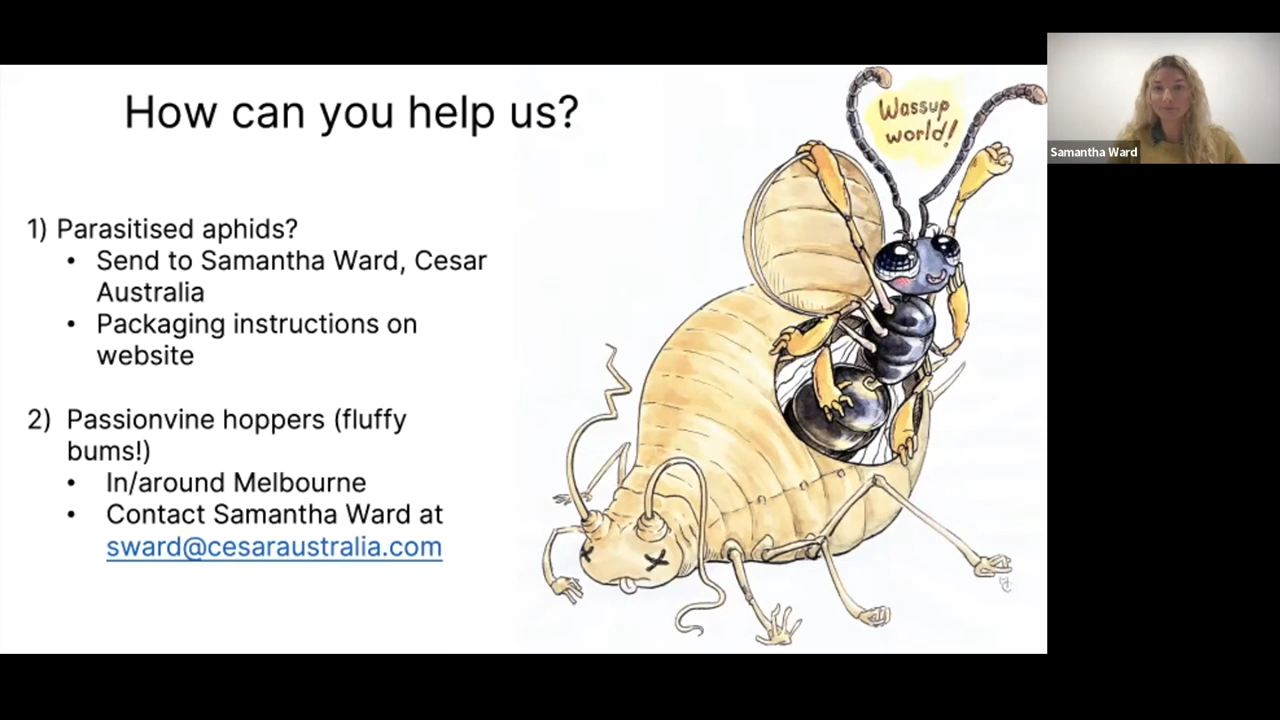 How can you help us?
Wassup
world!
Samantha Ward
1) Parasitised aphids?
• Send to Samantha Ward, Cesar
Australia
• Packaging instructions on
website
2) Passionvine hoppers (fluffy
bums!)
• In/around Melbourne
• Contact Samantha Ward at
sward@cesaraustralia.com